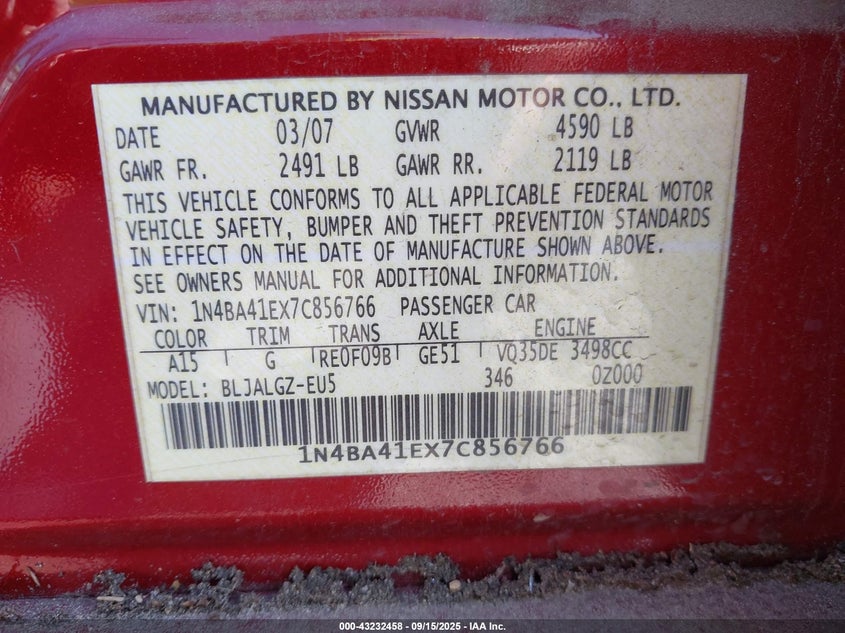 MANUFACTURED BY NISSAN MOTOR CO., LTD.
DATE 03/07 GVWR 4590 LB
GAWR FR. 2491 LB GAWR RR. 2119 LB
THIS VEHICLE CONFORMS TO ALL APPLICABLE FEDERAL MOTOR
VEHICLE SAFETY, BUMPER AND THEFT PREVENTION STANDARDS
IN EFFECT ON THE DATE OF MANUFACTURE SHOWN ABOVE.
SEE OWNERS MANUAL FOR ADDITIONAL INFORMATION.
VIN: 1N4BA41EX7C856766 PASSENGER CAR
COLOR TRIM TRANS AXLE ENGINE
A15 G RE0F09B GE51 VQ35DE 3498CC
MODEL: BLJALGZ-EU5 346 0Z000
1N4BA41EX7C856766
000-43232458 - 09/15/2025 - IAA Inc.